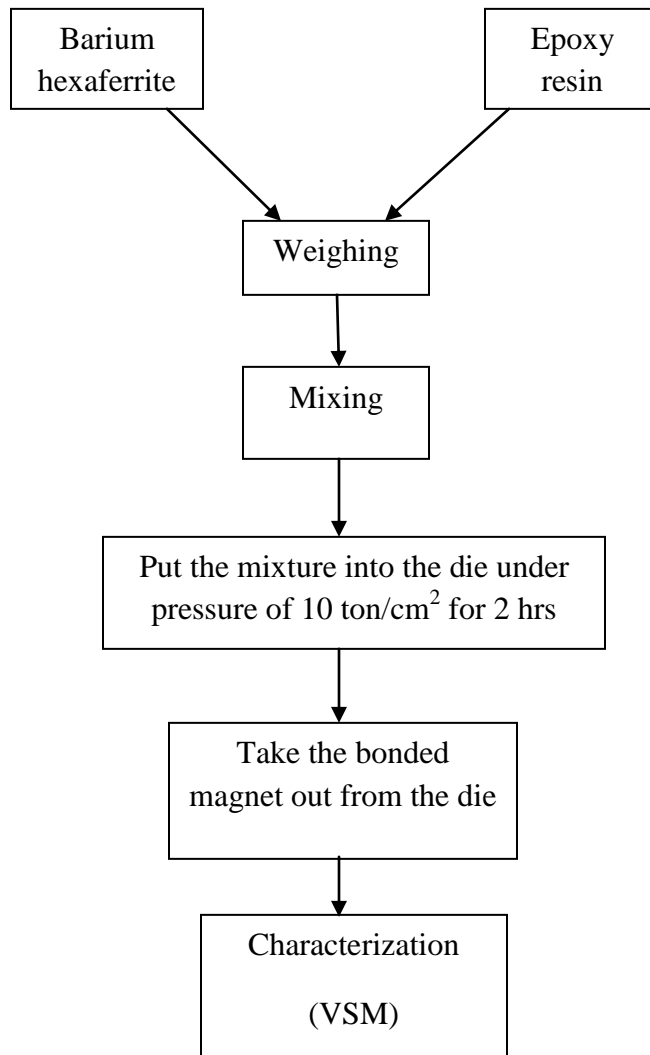 Barium
hexaferrite
Epoxy
resin
Weighing
Mixing
Put the mixture into the die under
pressure of 10 ton/cm² for 2 hrs
Take the bonded
magnet out from the die
Characterization
(VSM)